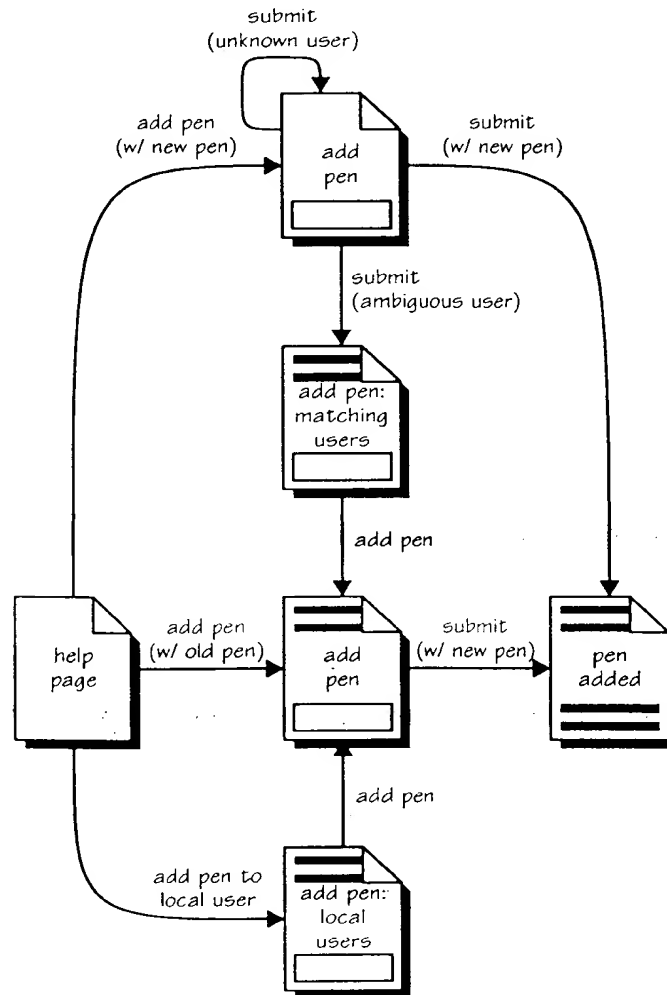 submit
(unknown user)
add pen
(w/ new pen)
submit
(w/ new pen)
add
pen
submit
(ambiguous user)
add pen:
matching
users
add pen
help
page
add pen
(w/ old pen)
add
pen
submit
(w/ new pen)
pen
added
add pen
add pen to
local user
add pen:
local
users